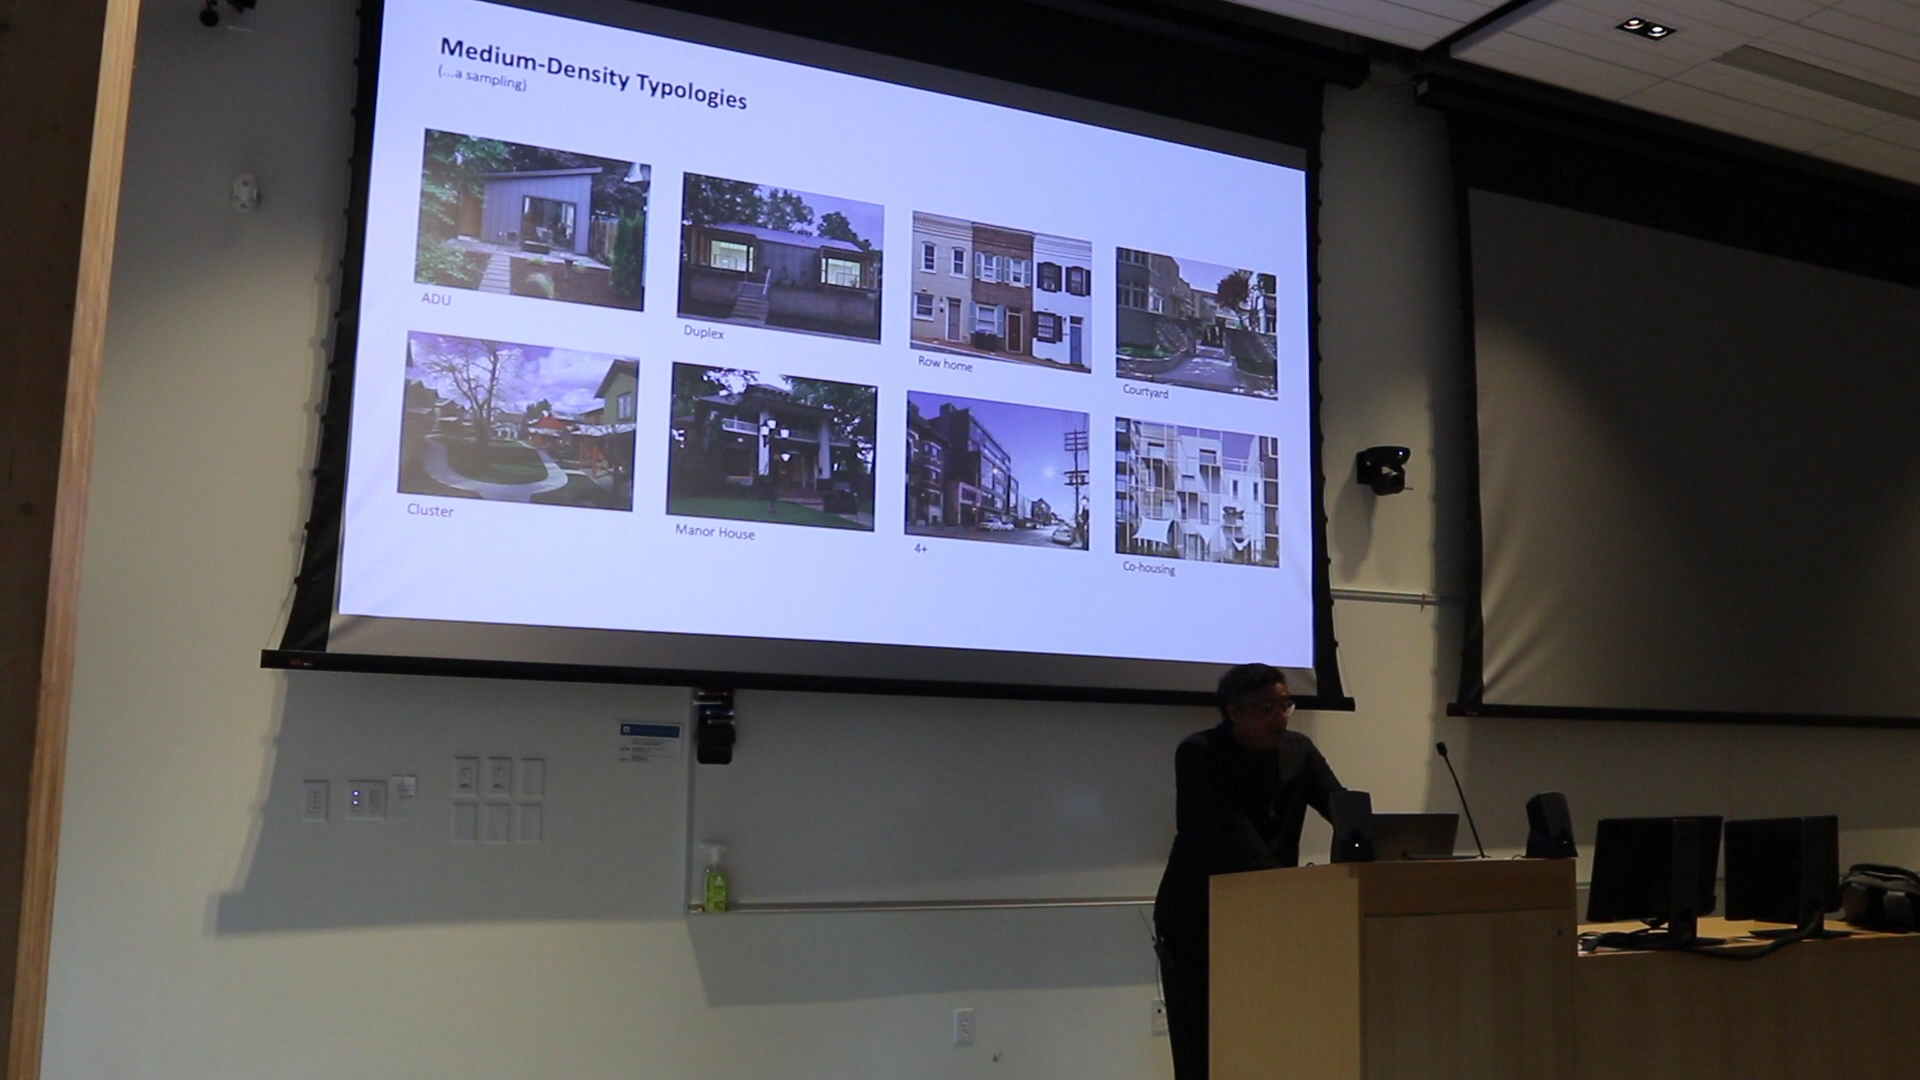 Medium-Density Typologies
(...a sampling)
ADU
Duplex
Row home
Courtyard
Cluster
Manor House
4+
Co-housing